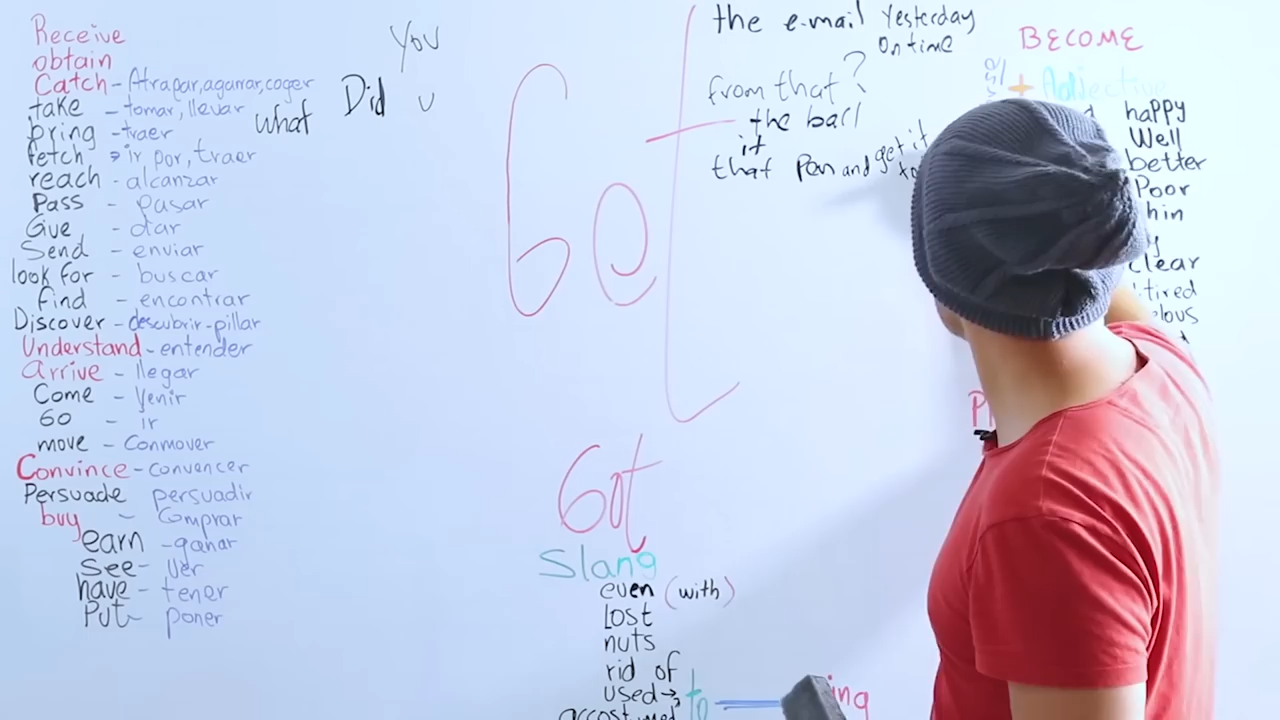 Receive
obtain
Catch - Atrapar, agarrar, coger
take - tomar, llevar
bring - traer
fetch - ir, por, traer
reach - alcanzar
Pass - pasar
Give - dar
Send - enviar
look for - buscar
find - encontrar
Discover - descubrir - pillar
Understand - entender
Arrive - llegar
Come - Venir
Go - ir
move - Conmover
Convince - convencer
Persuade persuadir
buy - Comprar
earn - ganar
See - Ver
have - tener
Put - poner
You
what Did U
Get
the e-mail Yesterday
On time
from that?
the ball
it
that Pen and get it
Got
Slang
even (with)
Lost
nuts
rid of
used → to ing
BECOME
+ Adjective
happy
Well
better
Poor
clear
tired